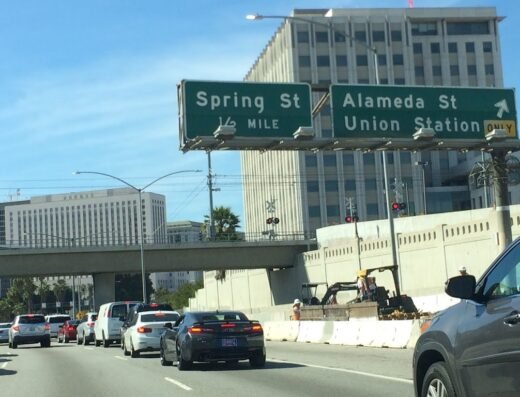 Spring St
1/2 MILE
Alameda St
Union Station
ONLY